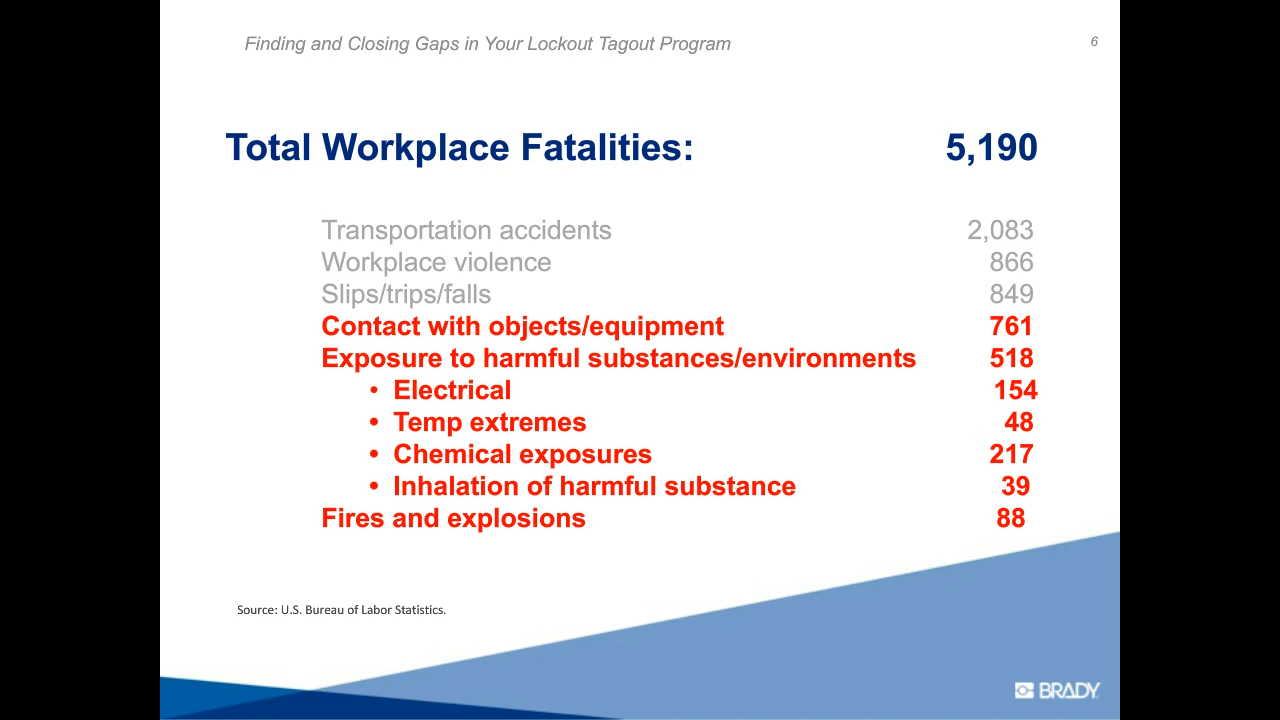 Finding and Closing Gaps in Your Lockout Tagout Program 6
Total Workplace Fatalities: 5,190
Transportation accidents 2,083
Workplace violence 866
Slips/trips/falls 849
Contact with objects/equipment 761
Exposure to harmful substances/environments 518
• Electrical 154
• Temp extremes 48
• Chemical exposures 217
• Inhalation of harmful substance 39
Fires and explosions 88
Source: U.S. Bureau of Labor Statistics.
BRADY